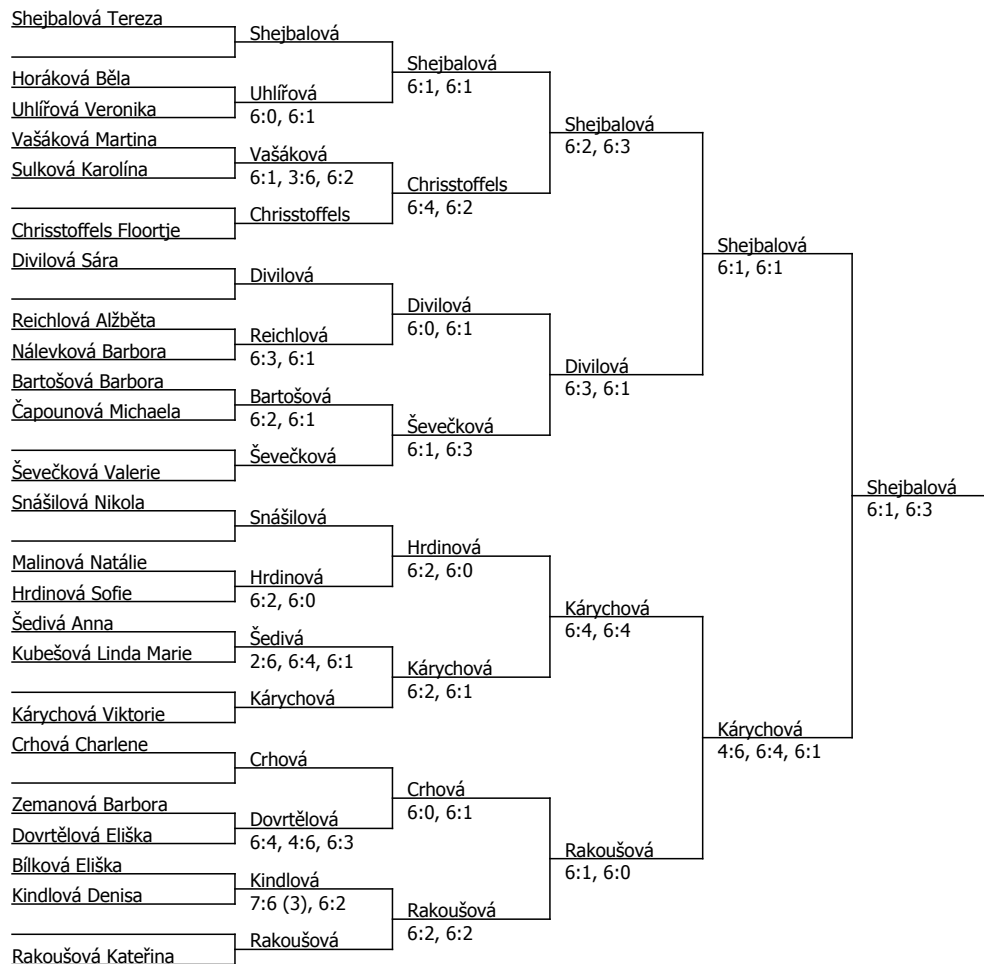 Shejbalová Tereza
Shejbalová
Shejbalová
6:1, 6:1
Horáková Běla
Uhlířová
Uhlířová Veronika
6:0, 6:1
Shejbalová
6:2, 6:3
Vašáková Martina
Vašáková
Sulková Karolína
6:1, 3:6, 6:2
Chrisstoffels
6:4, 6:2
Chrisstoffels
Chrisstoffels Floortje
Shejbalová
6:1, 6:1
Divilová Sára
Divilová
Divilová
6:0, 6:1
Reichlová Alžběta
Reichlová
Nálevková Barbora
6:3, 6:1
Divilová
6:3, 6:1
Bartošová Barbora
Bartošová
Čapounová Michaela
6:2, 6:1
Ševečková
6:1, 6:3
Ševečková
Ševečková Valerie
Shejbalová
6:1, 6:3
Snášilová Nikola
Snášilová
Hrdinová
6:2, 6:0
Malinová Natálie
Hrdinová
Hrdinová Sofie
6:2, 6:0
Kárychová
6:4, 6:4
Šedivá Anna
Šedivá
Kubešová Linda Marie
2:6, 6:4, 6:1
Kárychová
6:2, 6:1
Kárychová
Kárychová Viktorie
Kárychová
4:6, 6:4, 6:1
Crhová Charlene
Crhová
Crhová
6:0, 6:1
Zemanová Barbora
Dovrtělová
Dovrtělová Eliška
6:4, 4:6, 6:3
Rakoušová
6:1, 6:0
Bílková Eliška
Kindlová
Kindlová Denisa
7:6 (3), 6:2
Rakoušová
6:2, 6:2
Rakoušová
Rakoušová Kateřina